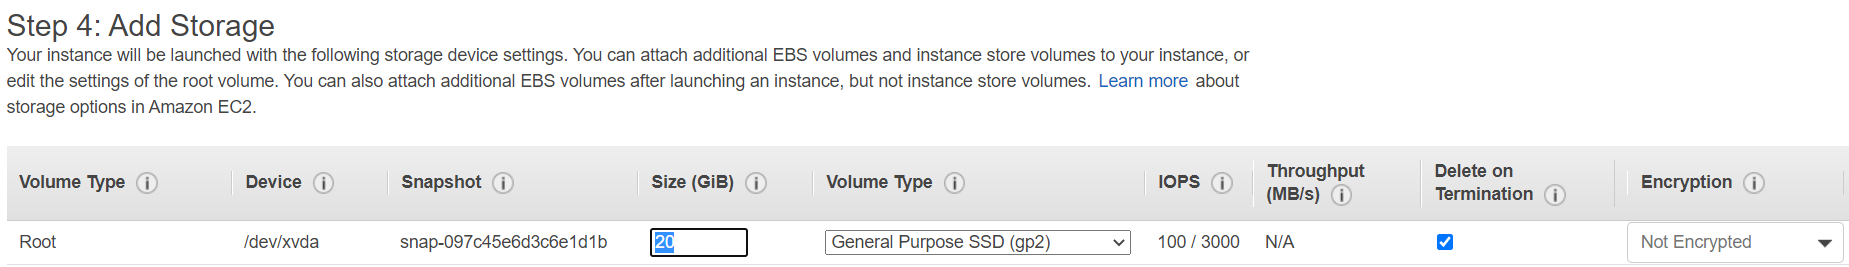 Step 4: Add Storage
Your instance will be launched with the following storage device settings. You can attach additional EBS volumes and instance store volumes to your instance, or
edit the settings of the root volume. You can also attach additional EBS volumes after launching an instance, but not instance store volumes. Learn more about
storage options in Amazon EC2.
Volume Type Device Snapshot Size (GiB) Volume Type IOPS Throughput (MB/s) Delete on Termination Encryption
Root /dev/xvda snap-097c45e6d3c6e1d1b 20 General Purpose SSD (gp2) 100 / 3000 N/A Not Encrypted